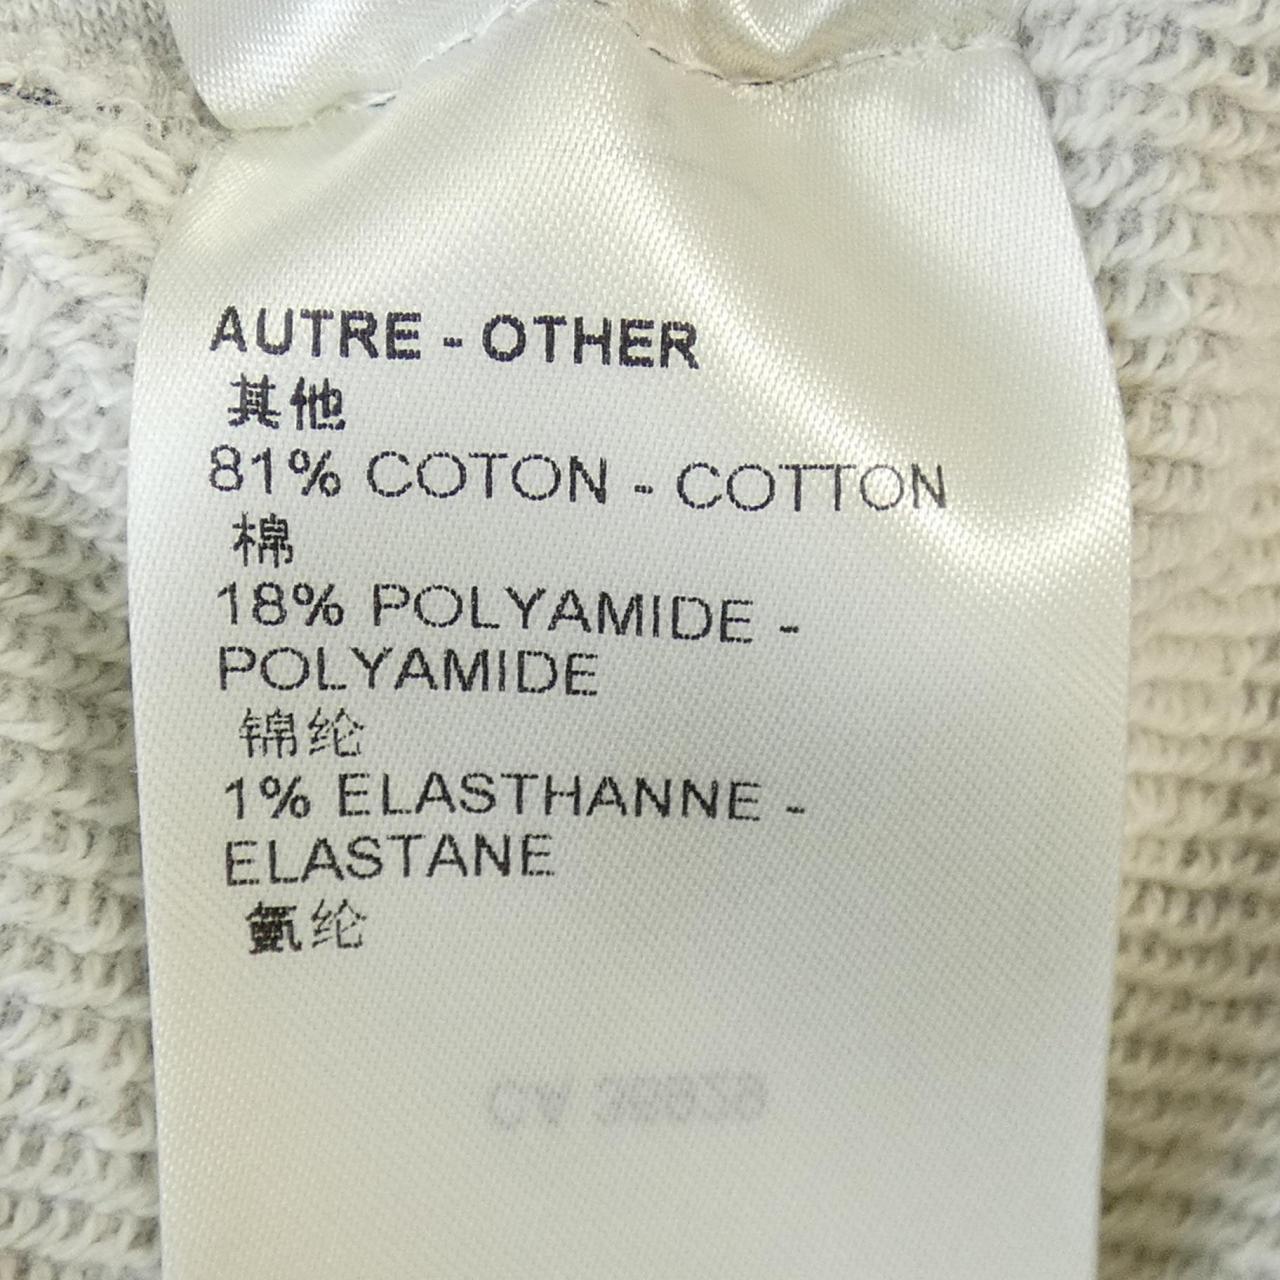 AUTRE - OTHER
其他
81% COTON - COTTON
棉
18% POLYAMIDE -
POLYAMIDE
锦纶
1% ELASTHANNE -
ELASTANE
氨纶